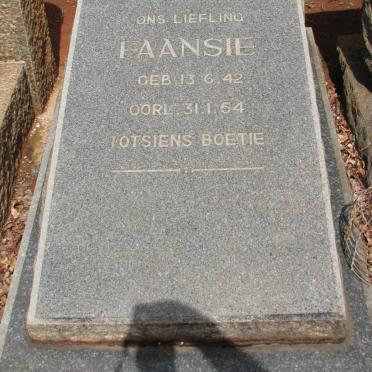 ONS LIEFLING
FAANSIE
GEB. 13.6.42
OORL. 31.1.54
TOTSIENS BOETIE